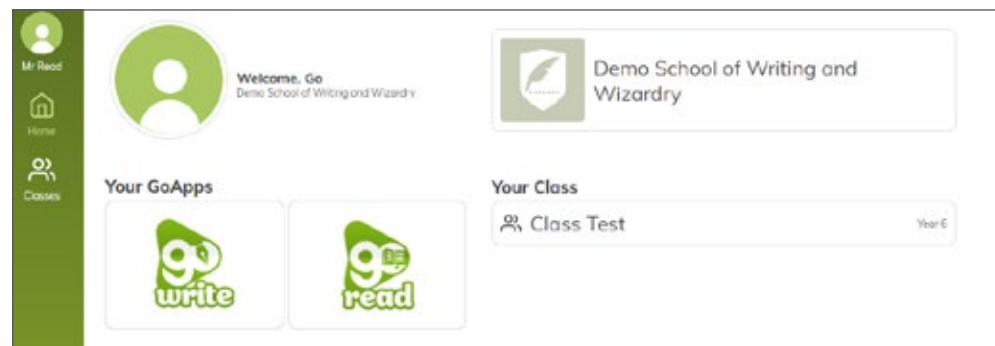 Mr Read
Home
Classes
Welcome, Go
Demo School of Writing and Wizardry
Demo School of Writing and
Wizardry
Your GoApps
go
write
go
read
Your Class
Class Test
Year 6